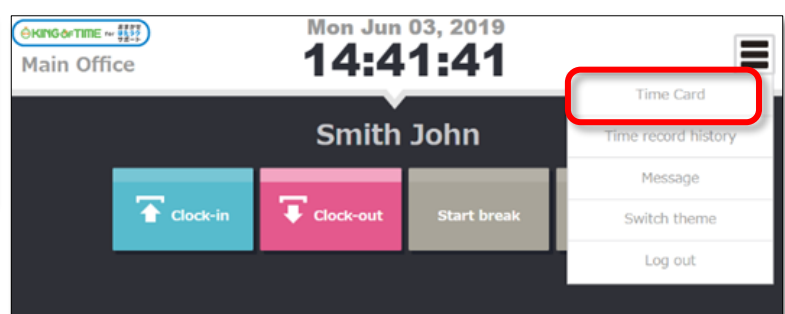 KING OF TIME for
Mon Jun 03, 2019
Main Office
14:41:41
Time Card
Smith John
Time record history
Message
Clock-in
Clock-out
Start break
Switch theme
Log out